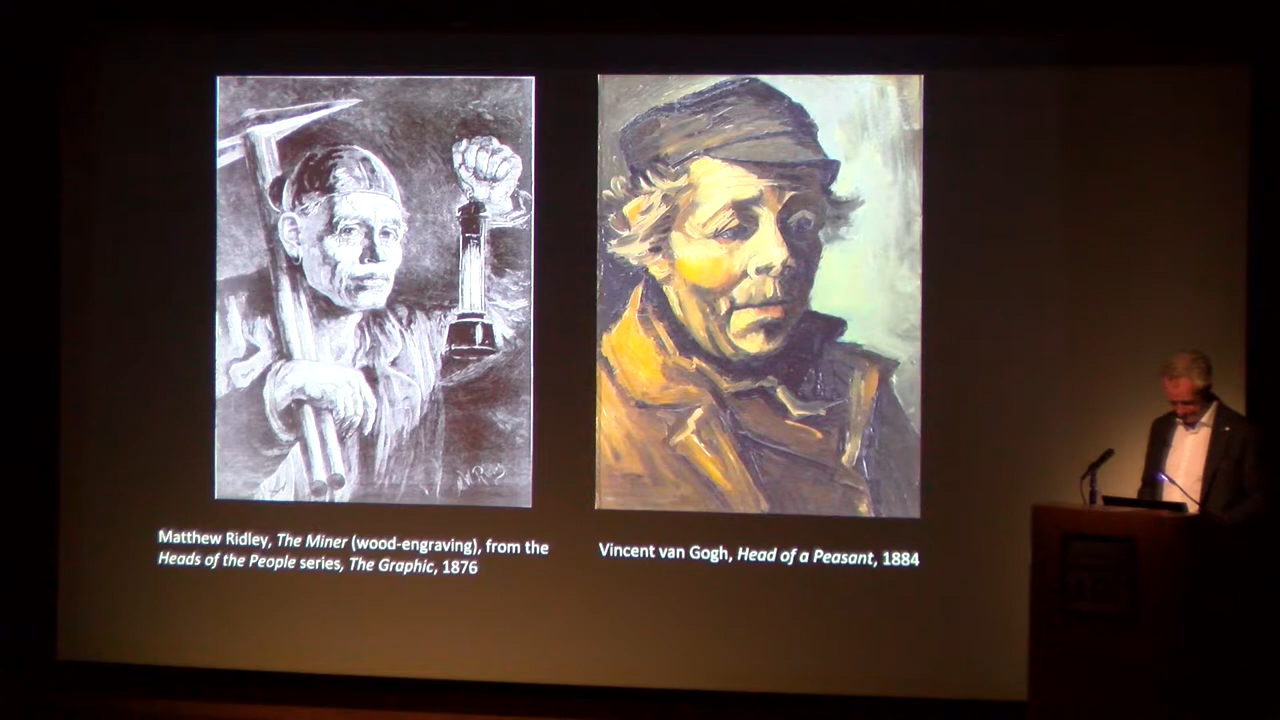 Matthew Ridley, The Miner (wood-engraving), from the
Heads of the People series, The Graphic, 1876
Vincent van Gogh, Head of a Peasant, 1884